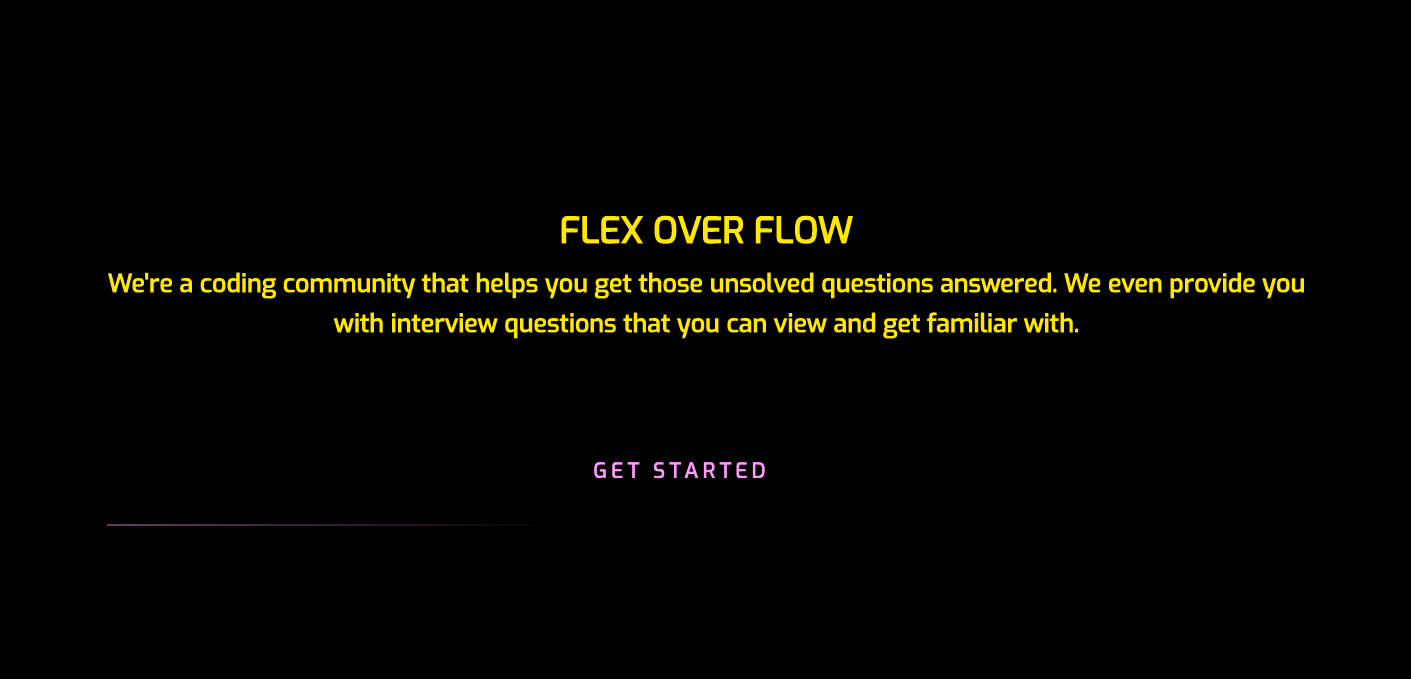 FLEX OVER FLOW
We're a coding community that helps you get those unsolved questions answered. We even provide you
with interview questions that you can view and get familiar with.
GET STARTED